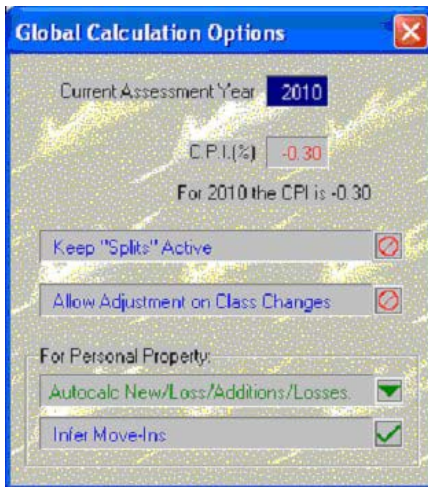 Global Calculation Options
Current Assessment Year 2010
C.P.I.(%) -0.30
For 2010 the CPI is -0.30
Keep "Splits" Active
Allow Adjustment on Class Changes
For Personal Property:
Autocalc New/Loss/Additions/Losses.
Infer Move-Ins